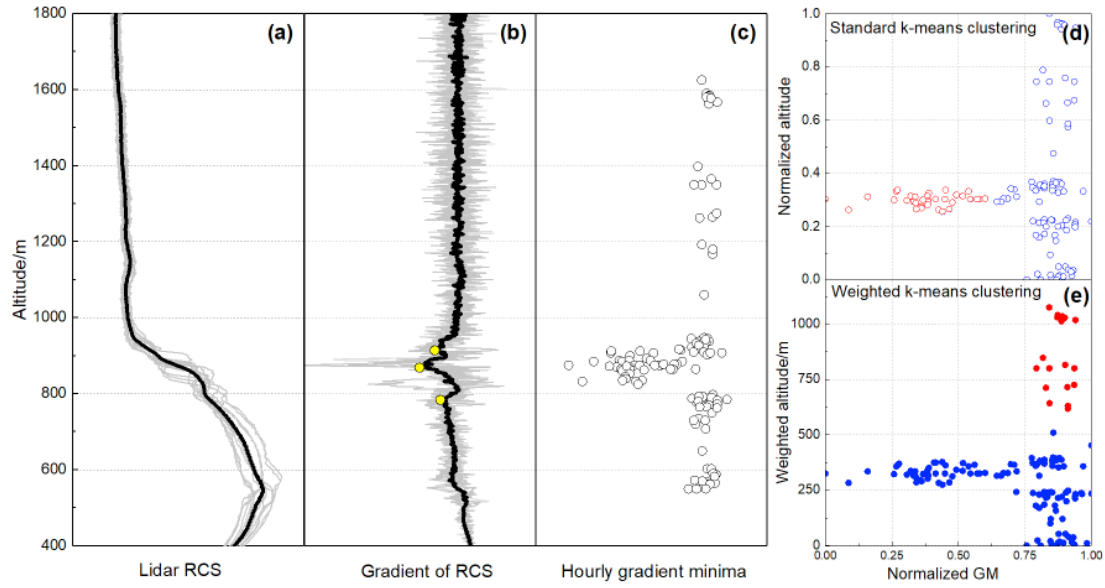 (a)
(b)
(c)
Altitude/m
1800
1600
1400
1200
1000
800
600
400
Lidar RCS
Gradient of RCS
Hourly gradient minima
Standard k-means clustering
(d)
Normalized altitude
1.0
0.8
0.6
0.4
0.2
0.0
Weighted k-means clustering
(e)
Weighted altitude/m
1000
750
500
250
0
0.00
0.25
0.50
0.75
1.00
Normalized GM